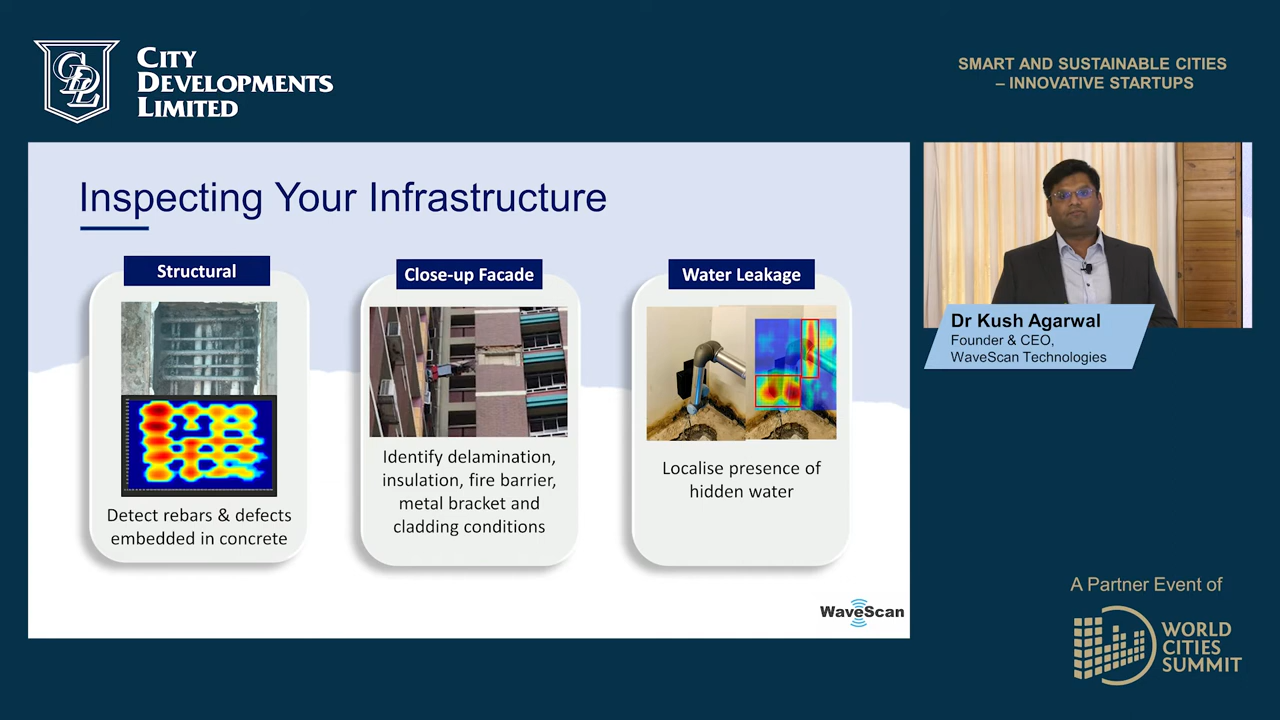 CDL
CITY
DEVELOPMENTS
LIMITED
SMART AND SUSTAINABLE CITIES
– INNOVATIVE STARTUPS
Inspecting Your Infrastructure
Structural
Detect rebars & defects
embedded in concrete
Close-up Facade
Identify delamination,
insulation, fire barrier,
metal bracket and
cladding conditions
Water Leakage
Localise presence of
hidden water
WaveScan
Dr Kush Agarwal
Founder & CEO,
WaveScan Technologies
A Partner Event of
WORLD
CITIES
SUMMIT